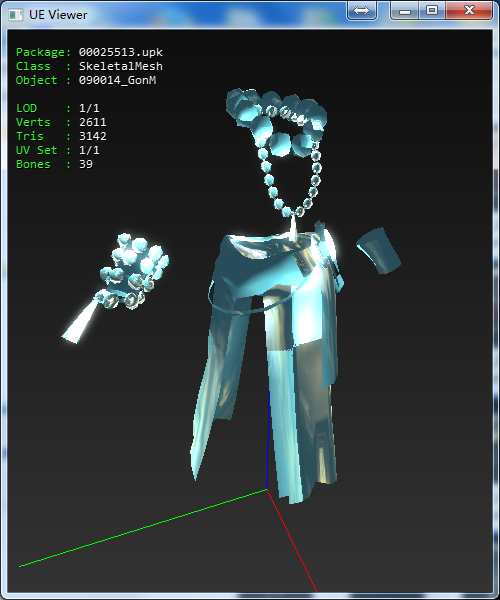 UE Viewer
Package: 00025513.upk
Class  : SkeletalMesh
Object : 090014_GonM
LOD    : 1/1
Verts  : 2611
Tris   : 3142
UV Set : 1/1
Bones  : 39